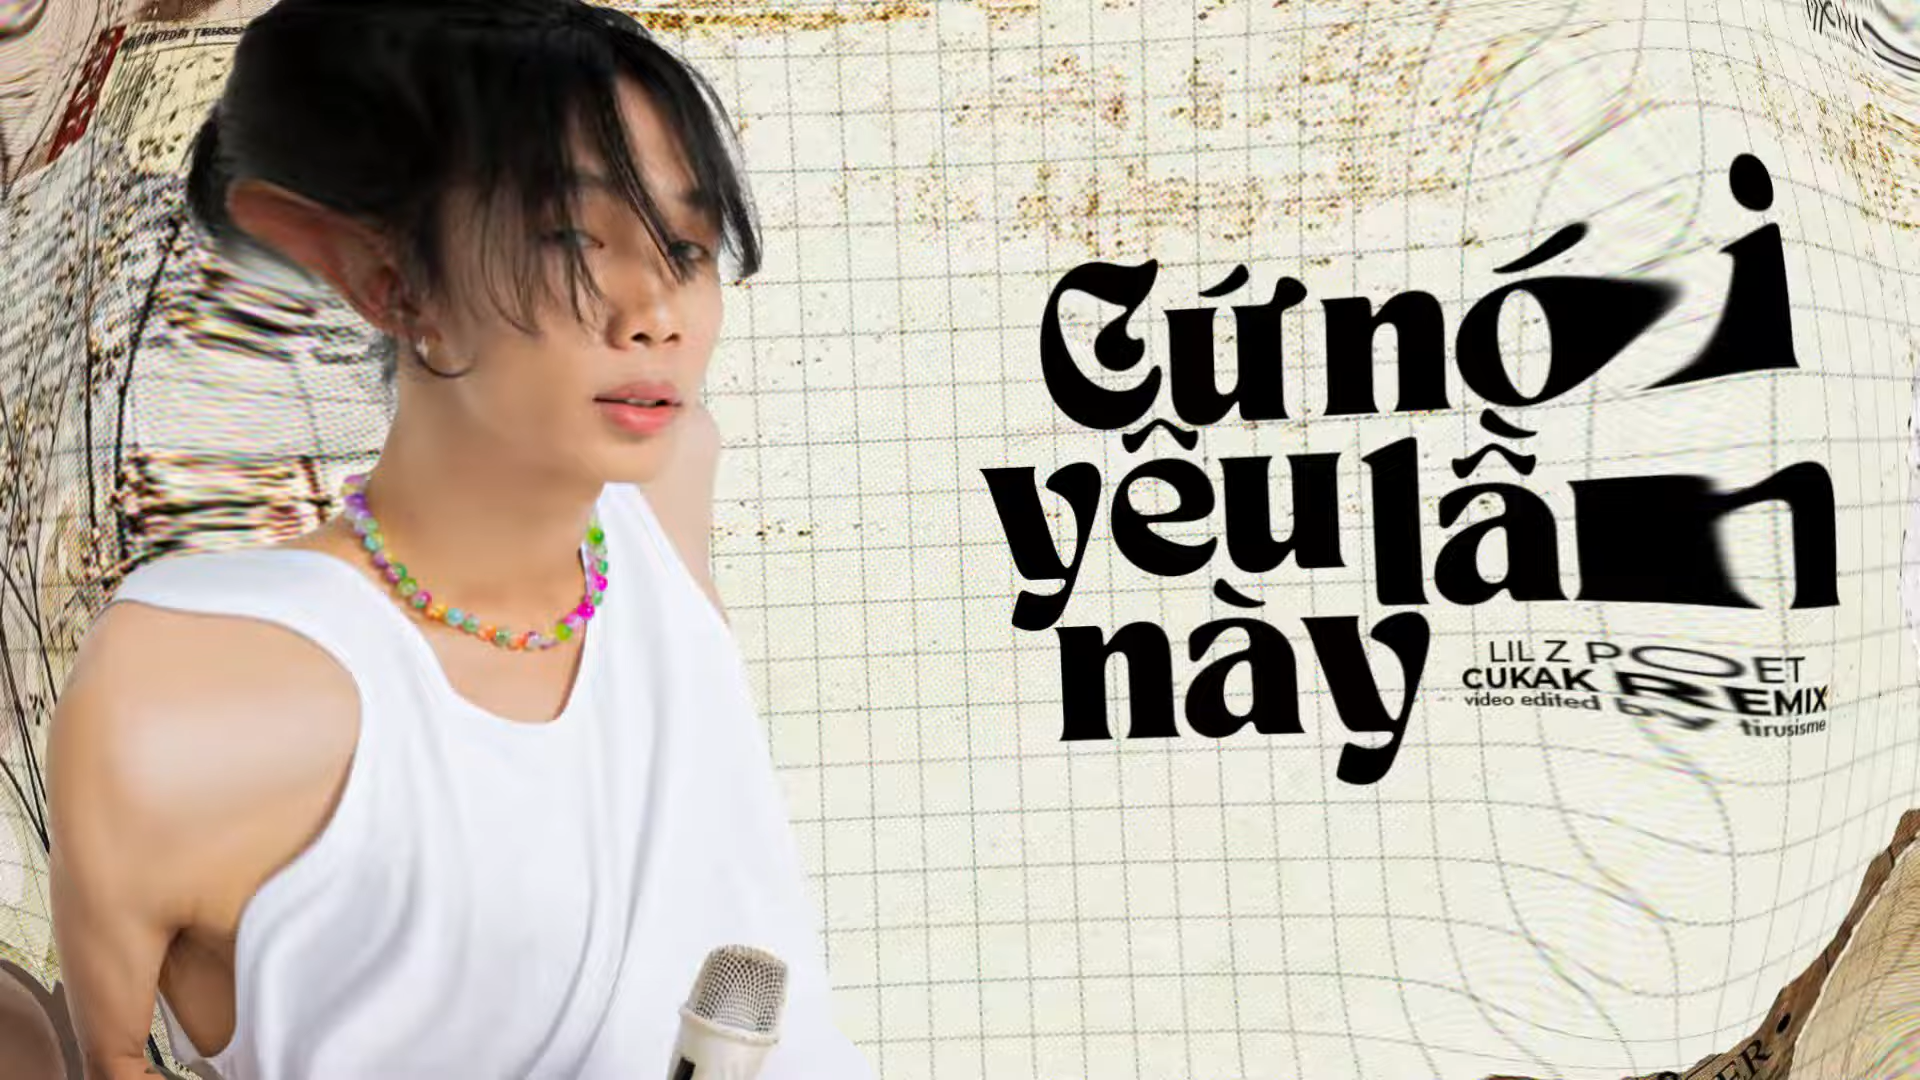 Cứ nói
yêu lần
này
LIL Z POET
CUKAK REMIX
video edited by tirusisme